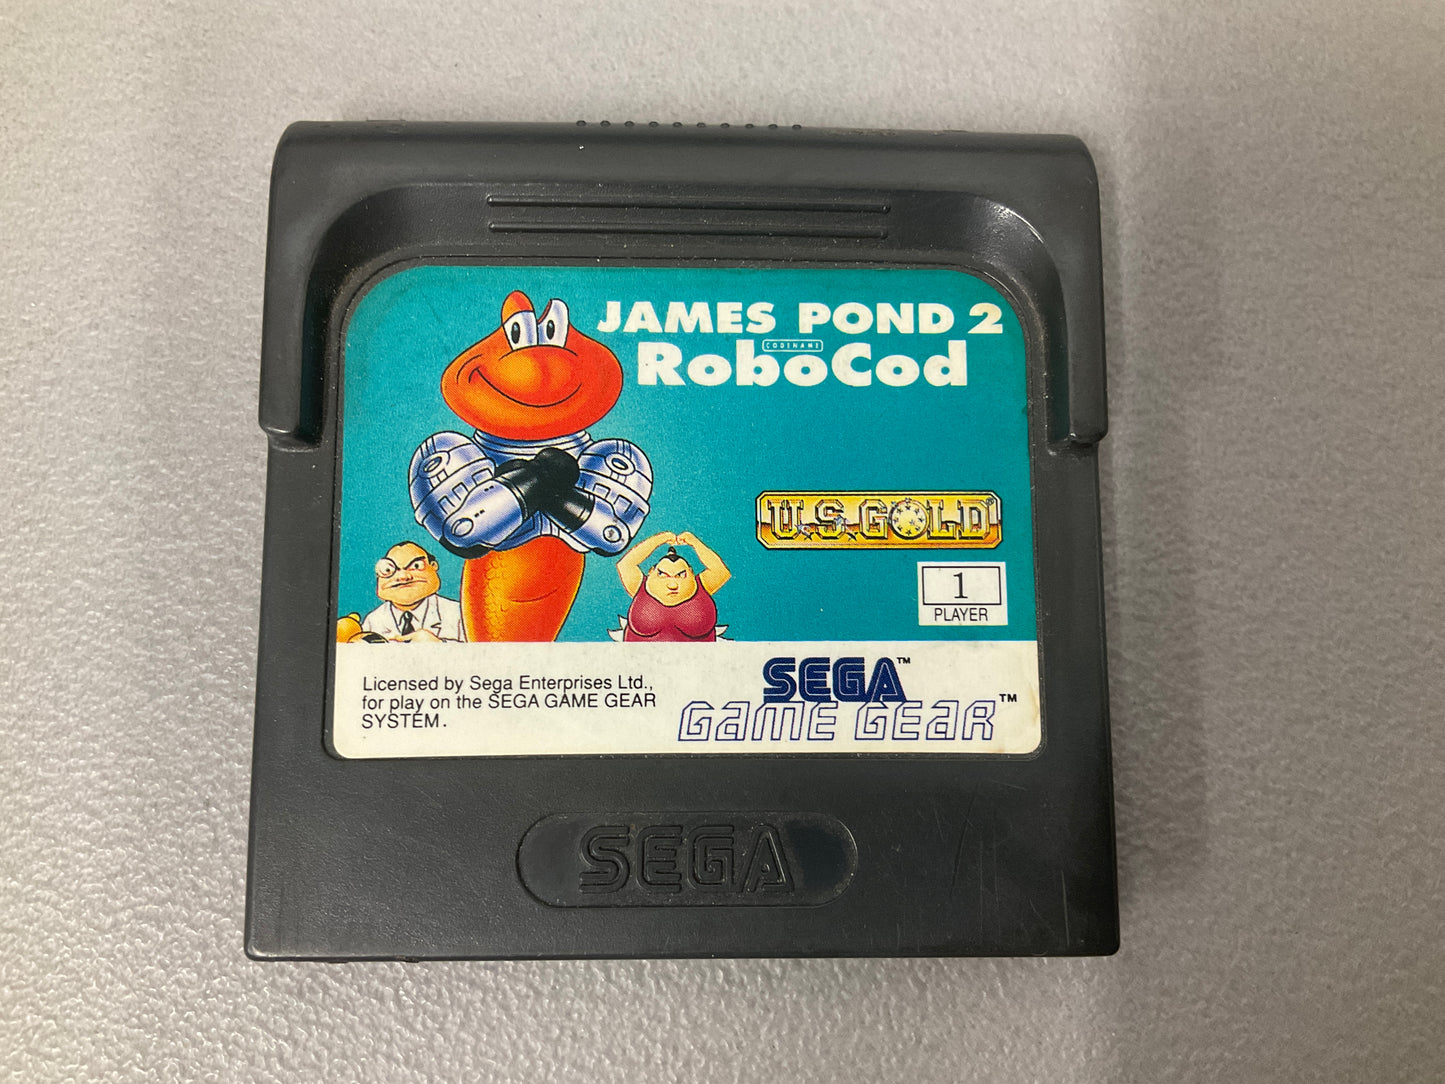 JAMES POND 2
CODENAME
RoboCod
U.S. GOLD®
1
PLAYER
Licensed by Sega Enterprises Ltd.,
for play on the SEGA GAME GEAR
SYSTEM.
SEGA™
GAME GEAR™
SEGA